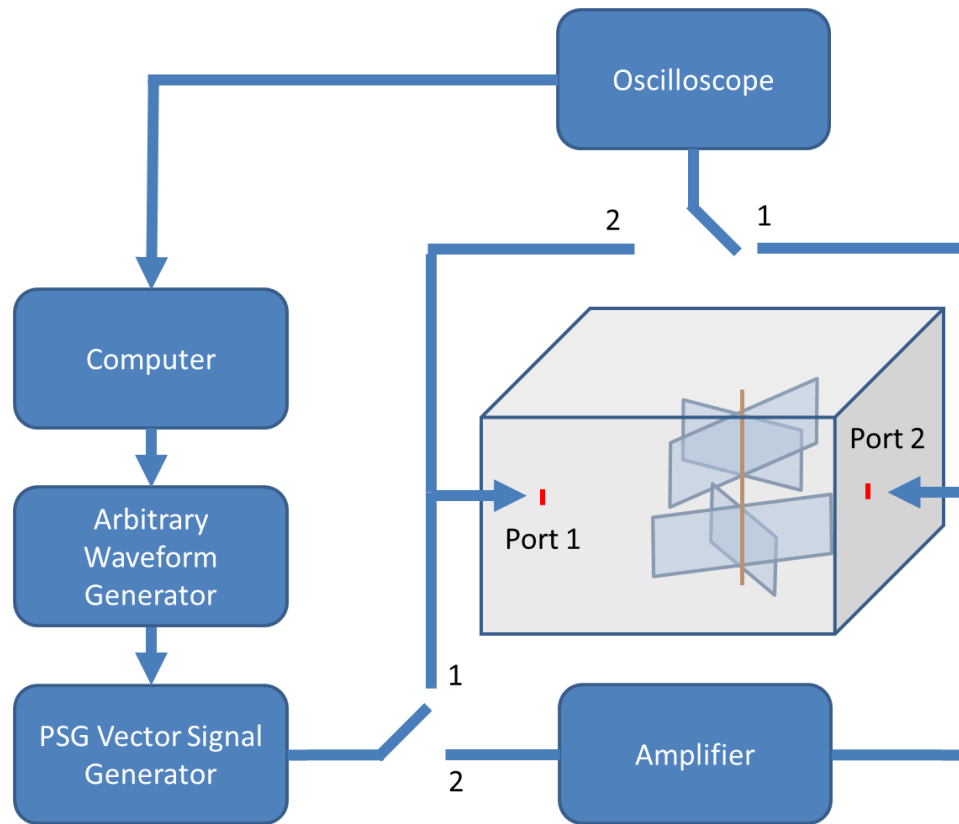 Oscilloscope
2
1
Computer
Port 2
Port 1
Arbitrary
Waveform
Generator
1
PSG Vector Signal
Generator
Amplifier
2